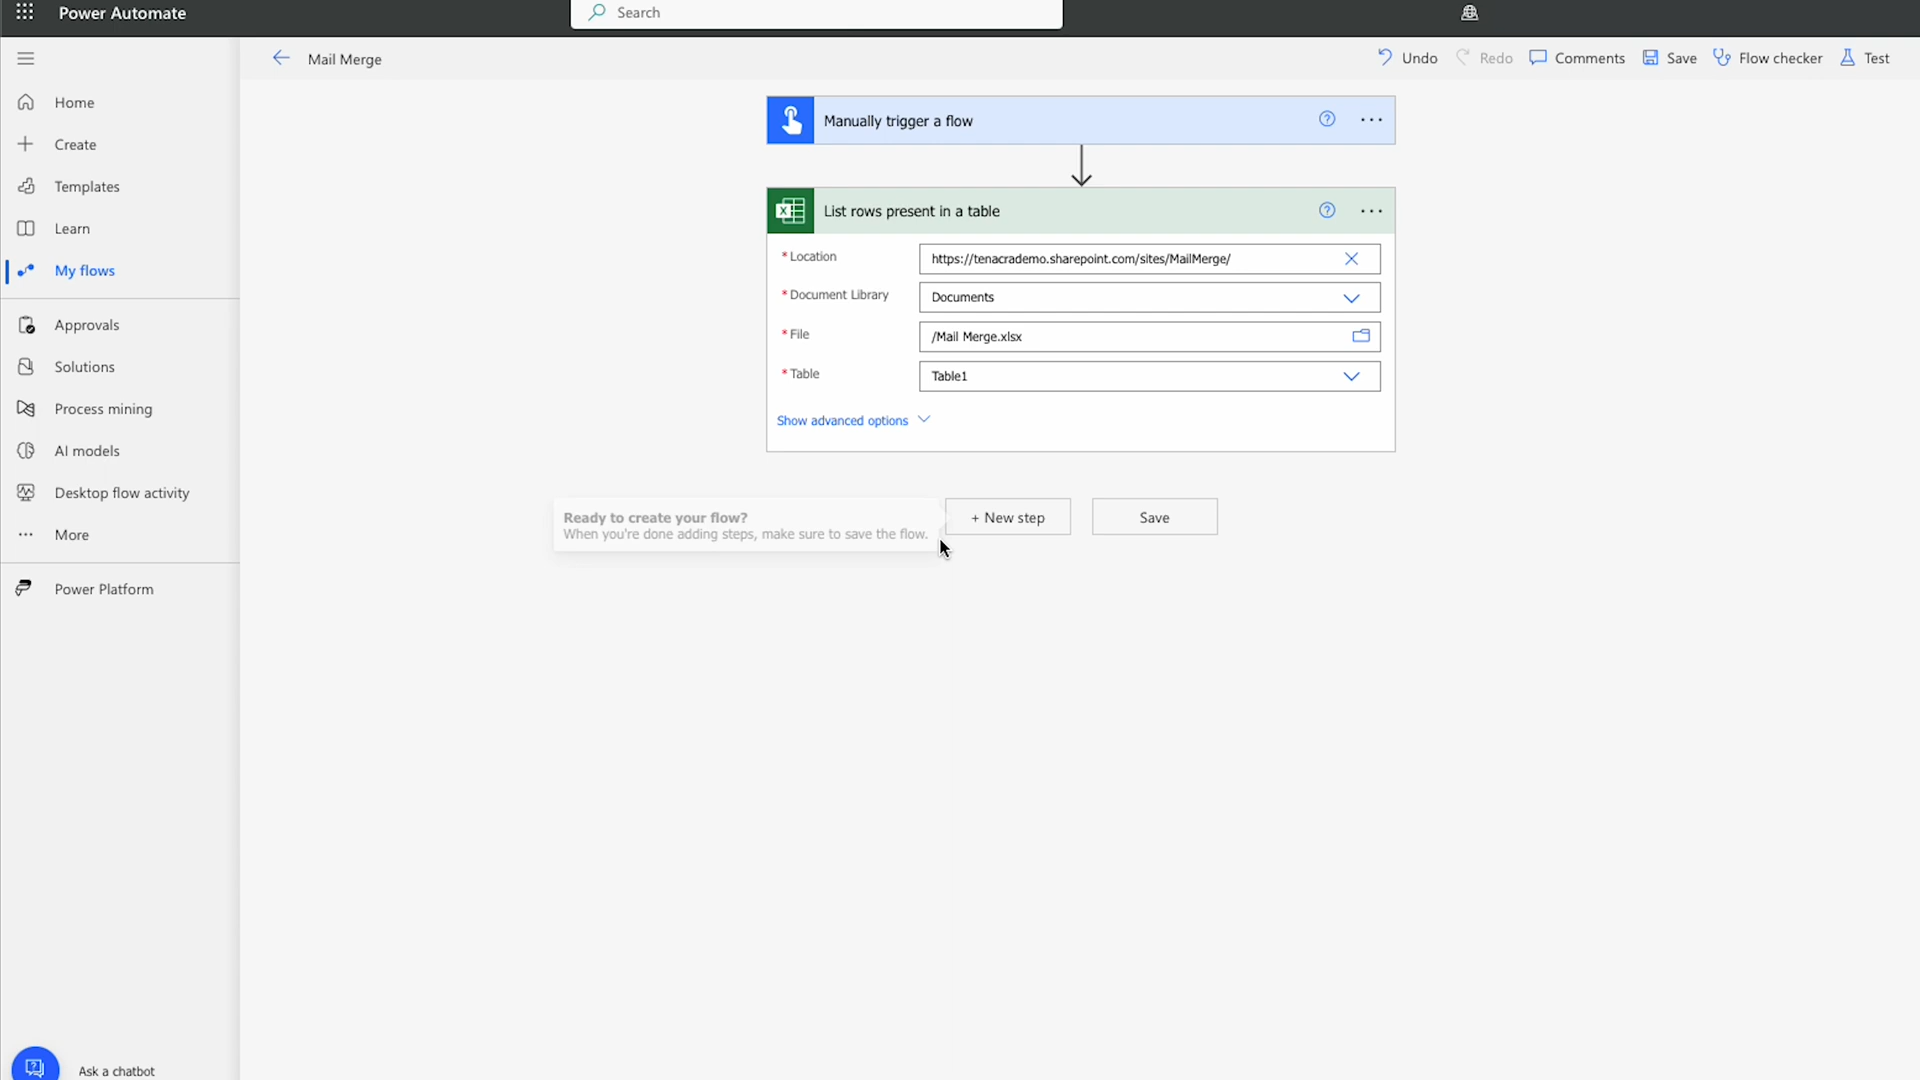 Power Automate
Search
Mail Merge
Undo
Redo
Comments
Save
Flow checker
Test
Home
Create
Templates
Learn
My flows
Approvals
Solutions
Process mining
AI models
Desktop flow activity
More
Power Platform
Ask a chatbot
Manually trigger a flow
List rows present in a table
* Location
https://tenacrademo.sharepoint.com/sites/MailMerge/
* Document Library
Documents
* File
/Mail Merge.xlsx
* Table
Table1
Show advanced options
Ready to create your flow?
When you're done adding steps, make sure to save the flow.
+ New step
Save